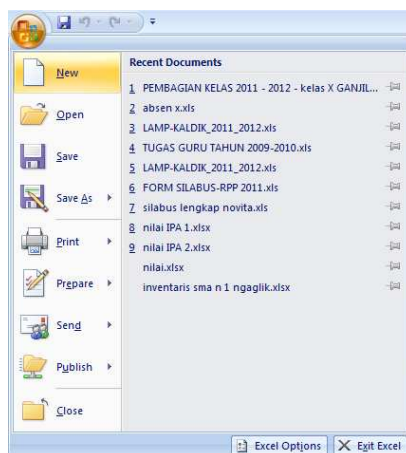 New
Open
Save
Save As
Print
Prepare
Send
Publish
Close
Recent Documents
1 PEMBAGIAN KELAS 2011 - 2012 - kelas X GANJIL...
2 absen x.xls
3 LAMP-KALDIK_2011_2012.xls
4 TUGAS GURU TAHUN 2009-2010.xls
5 LAMP-KALDIK_2011_2012.xls
6 FORM SILABUS-RPP 2011.xls
7 silabus lengkap novita.xls
8 nilai IPA 1.xlsx
9 nilai IPA 2.xlsx
nilai.xlsx
inventaris sma n 1 ngaglik.xlsx
Excel Options
Exit Excel